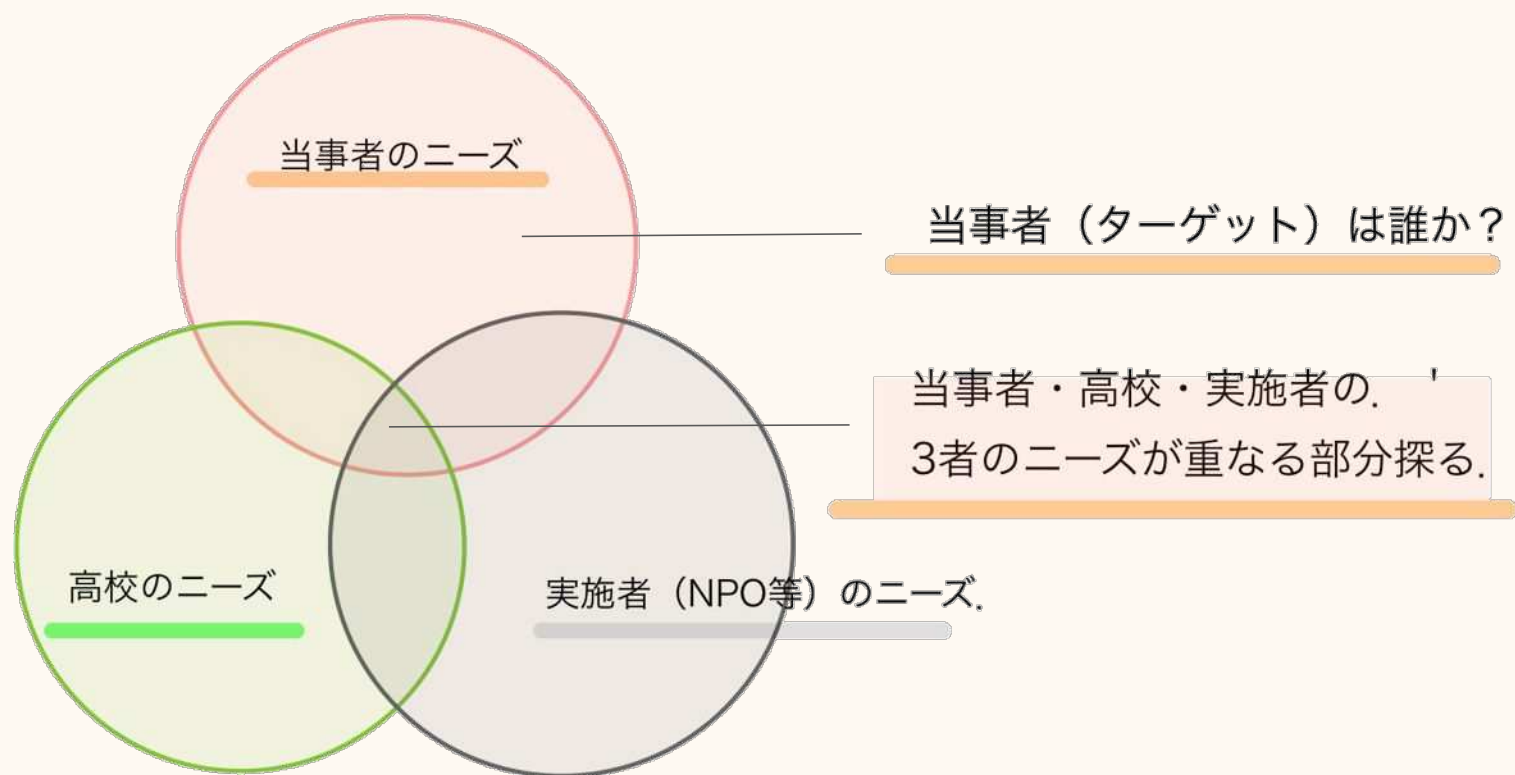 当事者のニーズ
当事者（ターゲット）は誰か？
当事者・高校・実施者の.　'
3者のニーズが重なる部分探る.
高校のニーズ
実施者（NPO等）のニーズ.